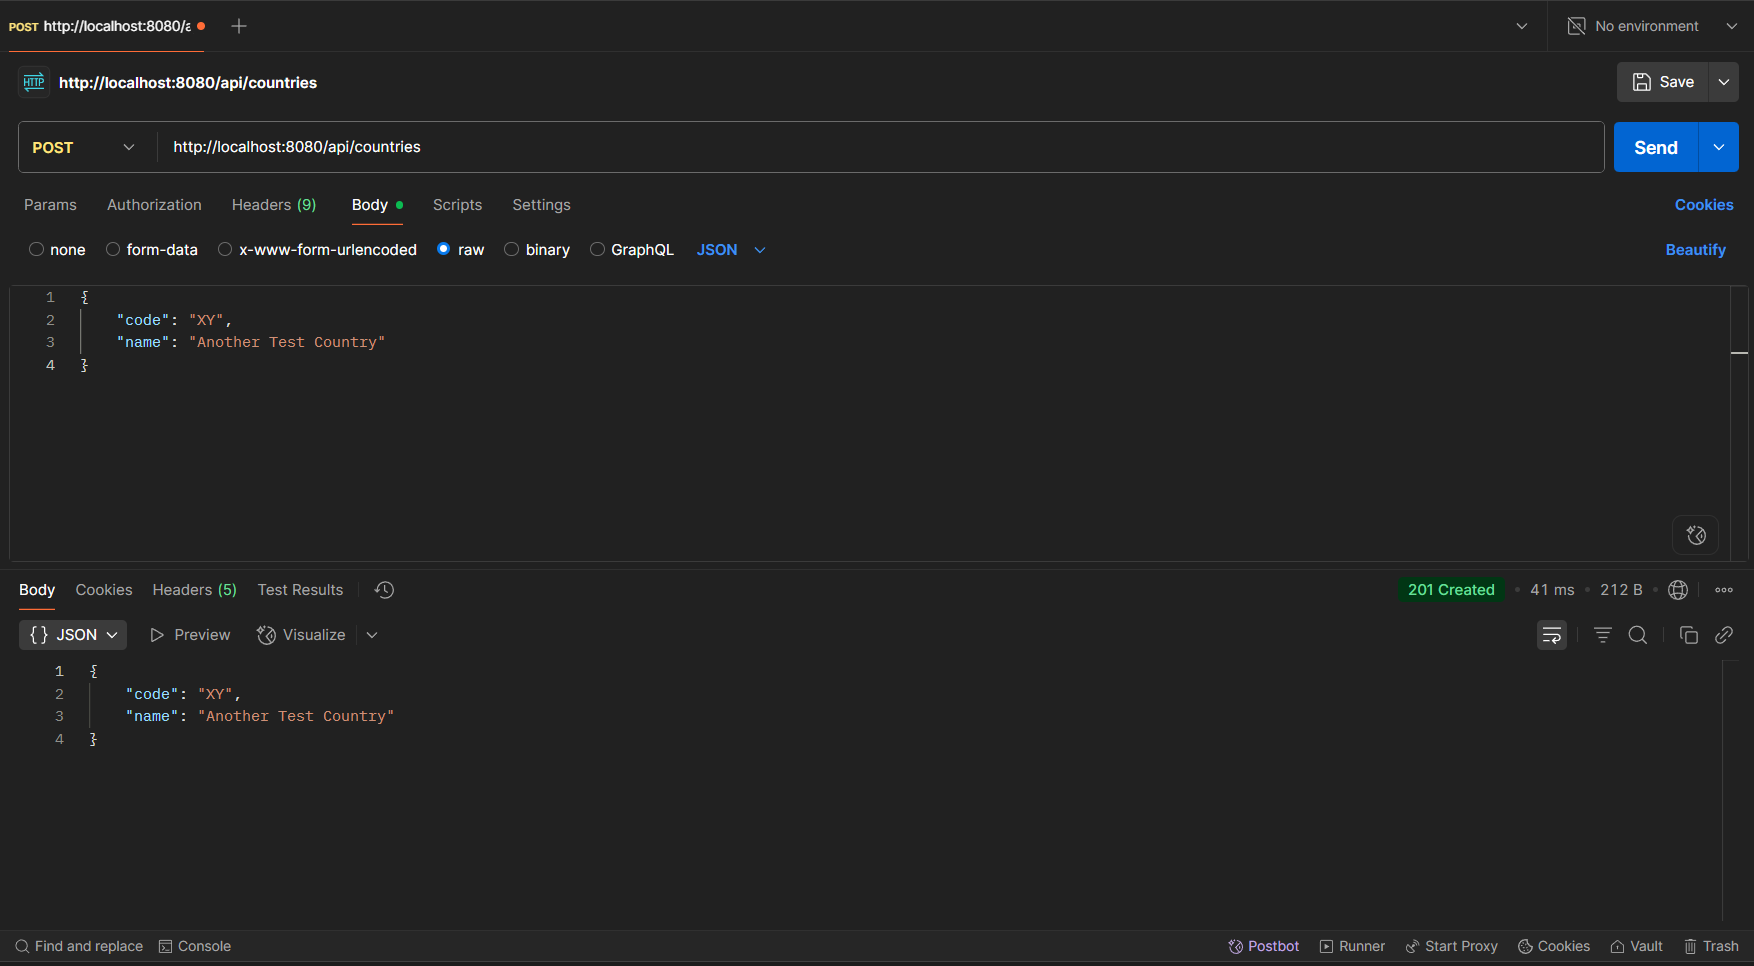 POST http://localhost:8080/a
No environment
HTTP http://localhost:8080/api/countries
Save
POST http://localhost:8080/api/countries
Send
Params Authorization Headers (9) Body Scripts Settings Cookies
none form-data x-www-form-urlencoded raw binary GraphQL JSON Beautify
1 {
2 "code": "XY",
3 "name": "Another Test Country"
4 }
Body Cookies Headers (5) Test Results 201 Created 41 ms 212 B
{} JSON Preview Visualize
1 {
2 "code": "XY",
3 "name": "Another Test Country"
4 }
Find and replace Console Postbot Runner Start Proxy Cookies Vault Trash